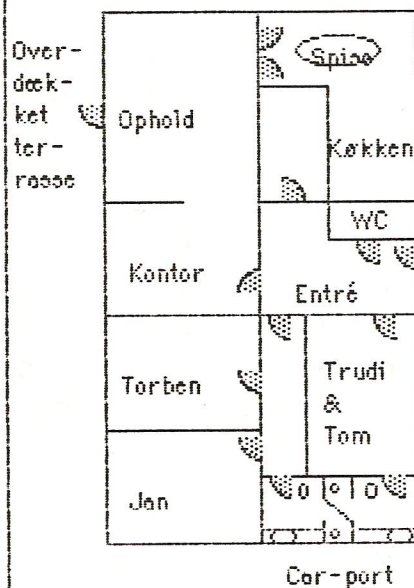 Over-
dæk-
ket
ter-
rasse
Ophold
Spise
Køkken
WC
Kontor
Entré
Torben
Trudi
&
Tom
Jan
Car-port